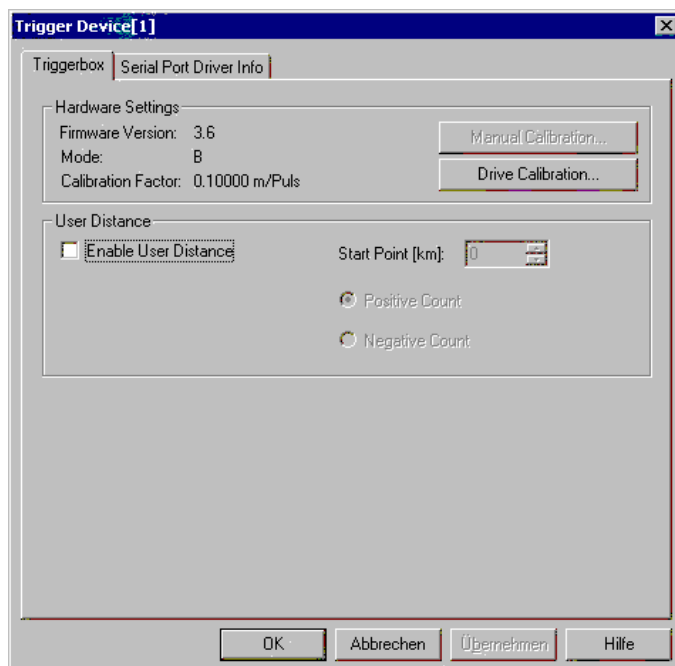 Trigger Device[1]
Triggerbox Serial Port Driver Info
Hardware Settings
Firmware Version: 3.6
Manual Calibration...
Mode: B
Calibration Factor: 0.10000 m/Puls
Drive Calibration...
User Distance
Enable User Distance
Start Point [km]: 0
Positive Count
Negative Count
OK Abbrechen Übernehmen Hilfe